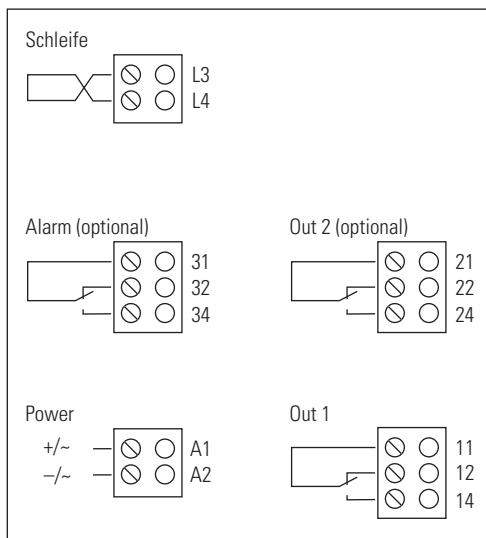 Schleife
L3
L4
Alarm (optional)
31
32
34
Out 2 (optional)
21
22
24
Power
+/~
A1
–/~
A2
Out 1
11
12
14